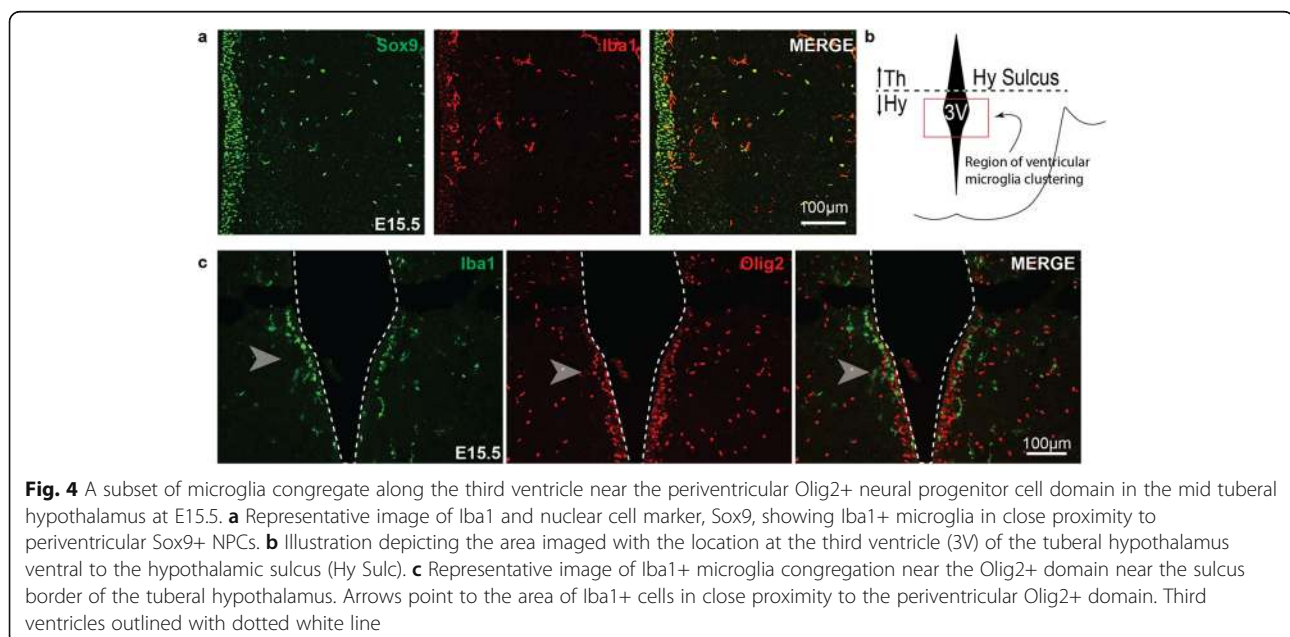 a
Sox9
Iba1
MERGE
E15.5
100µm
b
Th
Hy Sulcus
Hy
3V
Region of ventricular
microglia clustering
c
Iba1
Olig2
MERGE
E15.5
100µm
Fig. 4 A subset of microglia congregate along the third ventricle near the periventricular Olig2+ neural progenitor cell domain in the mid tuberal
hypothalamus at E15.5. a Representative image of Iba1 and nuclear cell marker, Sox9, showing Iba1+ microglia in close proximity to
periventricular Sox9+ NPCs. b Illustration depicting the area imaged with the location at the third ventricle (3V) of the tuberal hypothalamus
ventral to the hypothalamic sulcus (Hy Sulc). c Representative image of Iba1+ microglia congregation near the Olig2+ domain near the sulcus
border of the tuberal hypothalamus. Arrows point to the area of Iba1+ cells in close proximity to the periventricular Olig2+ domain. Third
ventricles outlined with dotted white line